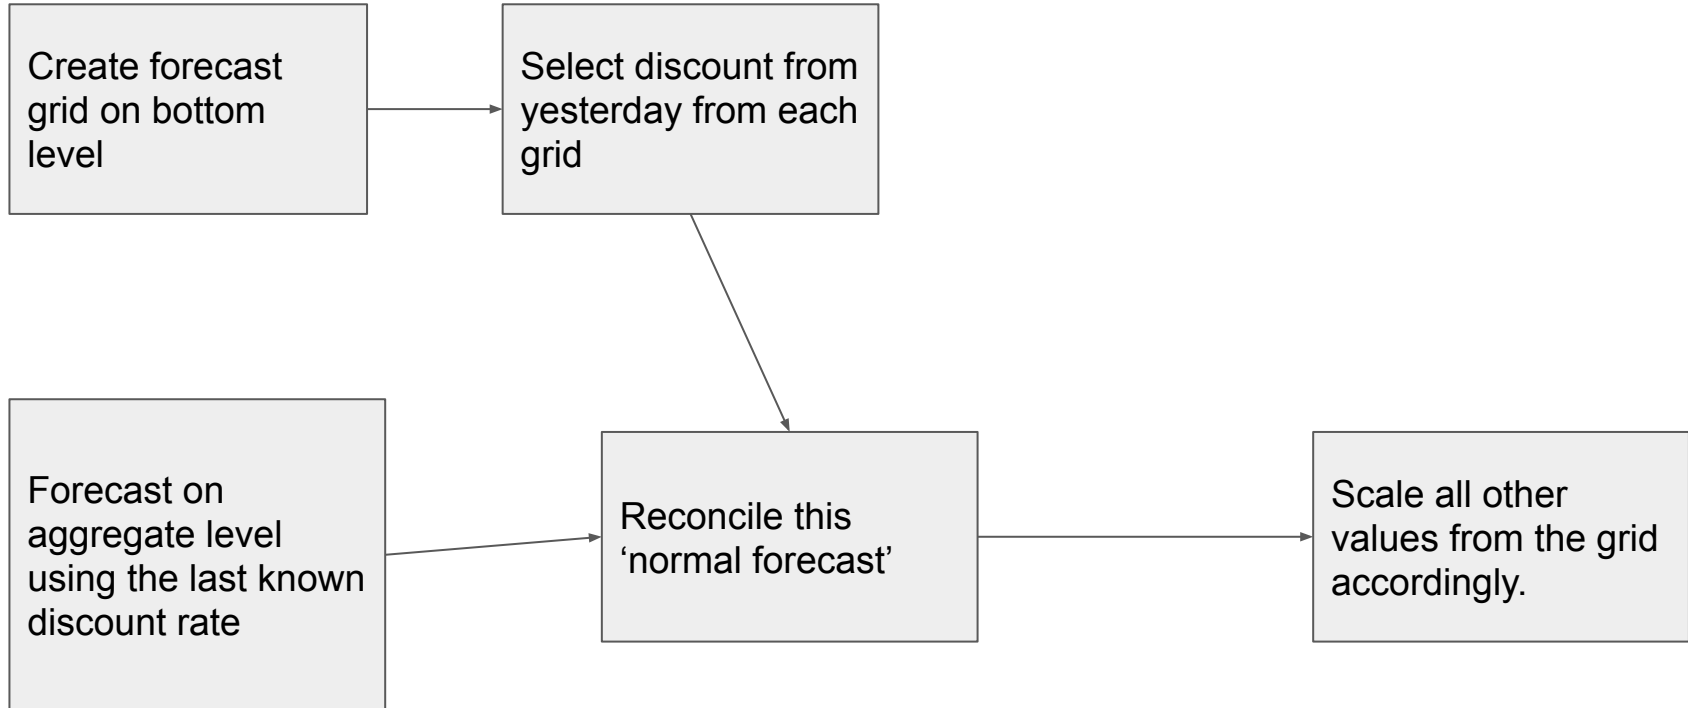 Create forecast
grid on bottom
level
Select discount from
yesterday from each
grid
Forecast on
aggregate level
using the last known
discount rate
Reconcile this
‘normal forecast’
Scale all other
values from the grid
accordingly.